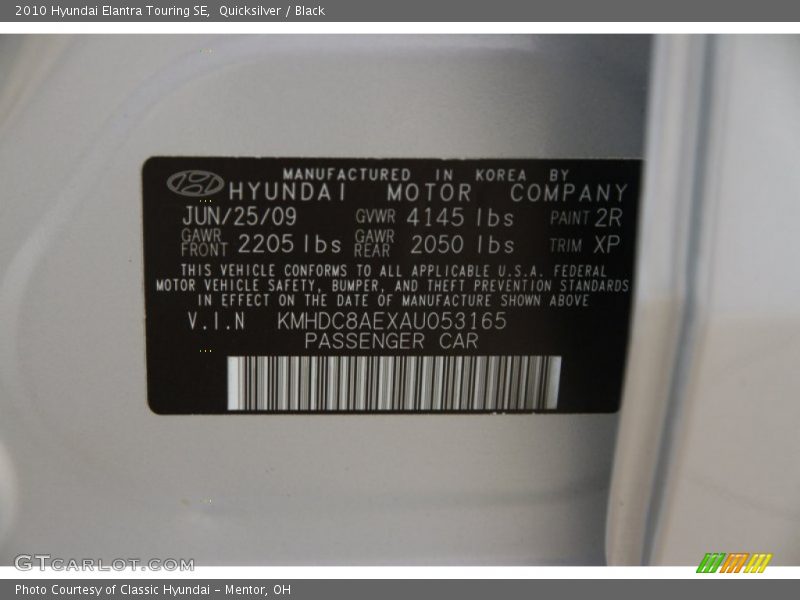 2010 Hyundai Elantra Touring SE,  Quicksilver / Black
MANUFACTURED IN KOREA BY
HYUNDAI MOTOR COMPANY
JUN/25/09 GVWR 4145 lbs PAINT 2R
GAWR FRONT 2205 lbs GAWR REAR 2050 lbs TRIM XP
THIS VEHICLE CONFORMS TO ALL APPLICABLE U.S.A. FEDERAL
MOTOR VEHICLE SAFETY, BUMPER, AND THEFT PREVENTION STANDARDS
IN EFFECT ON THE DATE OF MANUFACTURE SHOWN ABOVE
V.I.N KMHDC8AEXAU053165
PASSENGER CAR
GTCARLOT.COM
Photo Courtesy of Classic Hyundai - Mentor, OH